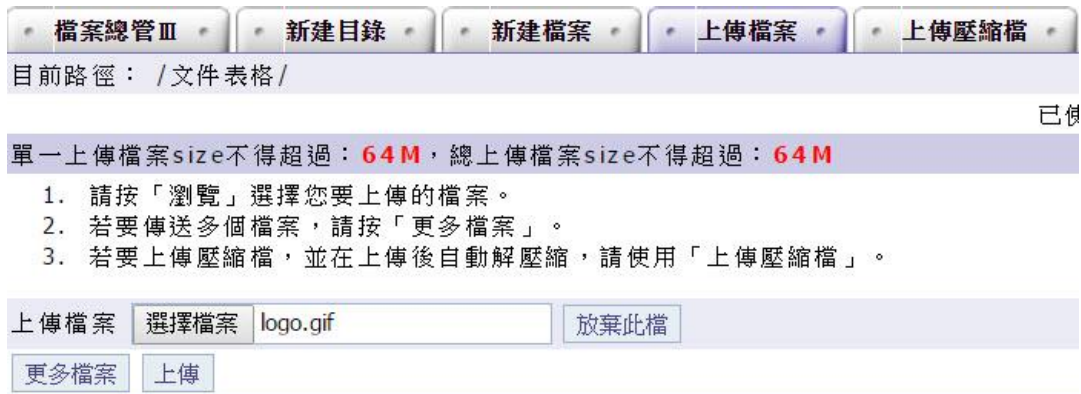 檔案總管Ⅲ 新建目錄 新建檔案 上傳檔案 上傳壓縮檔
目前路徑： /文件表格/
已使
單一上傳檔案size不得超過：64M，總上傳檔案size不得超過：64M
1. 請按「瀏覽」選擇您要上傳的檔案。
2. 若要傳送多個檔案，請按「更多檔案」。
3. 若要上傳壓縮檔，並在上傳後自動解壓縮，請使用「上傳壓縮檔」。
上傳檔案 選擇檔案 logo.gif 放棄此檔
更多檔案 上傳